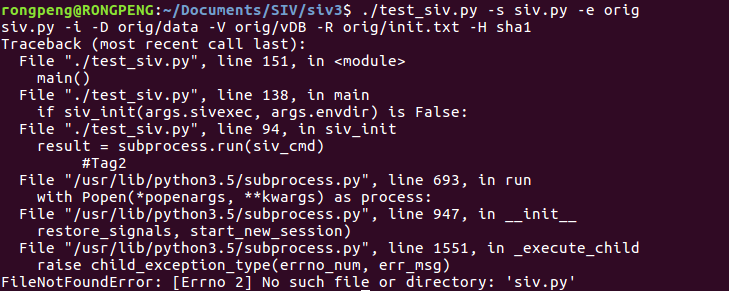 rongpeng@RONGPENG:~/Documents/SIV/siv3$ ./test_siv.py -s siv.py -e orig
siv.py -i -D orig/data -V orig/vDB -R orig/init.txt -H sha1
Traceback (most recent call last):
  File "./test_siv.py", line 151, in <module>
    main()
  File "./test_siv.py", line 138, in main
    if siv_init(args.sivexec, args.envdir) is False:
  File "./test_siv.py", line 94, in siv_init
    result = subprocess.run(siv_cmd)
         #Tag2
  File "/usr/lib/python3.5/subprocess.py", line 693, in run
    with Popen(*popenargs, **kwargs) as process:
  File "/usr/lib/python3.5/subprocess.py", line 947, in __init__
    restore_signals, start_new_session)
  File "/usr/lib/python3.5/subprocess.py", line 1551, in _execute_child
    raise child_exception_type(errno_num, err_msg)
FileNotFoundError: [Errno 2] No such file or directory: 'siv.py'